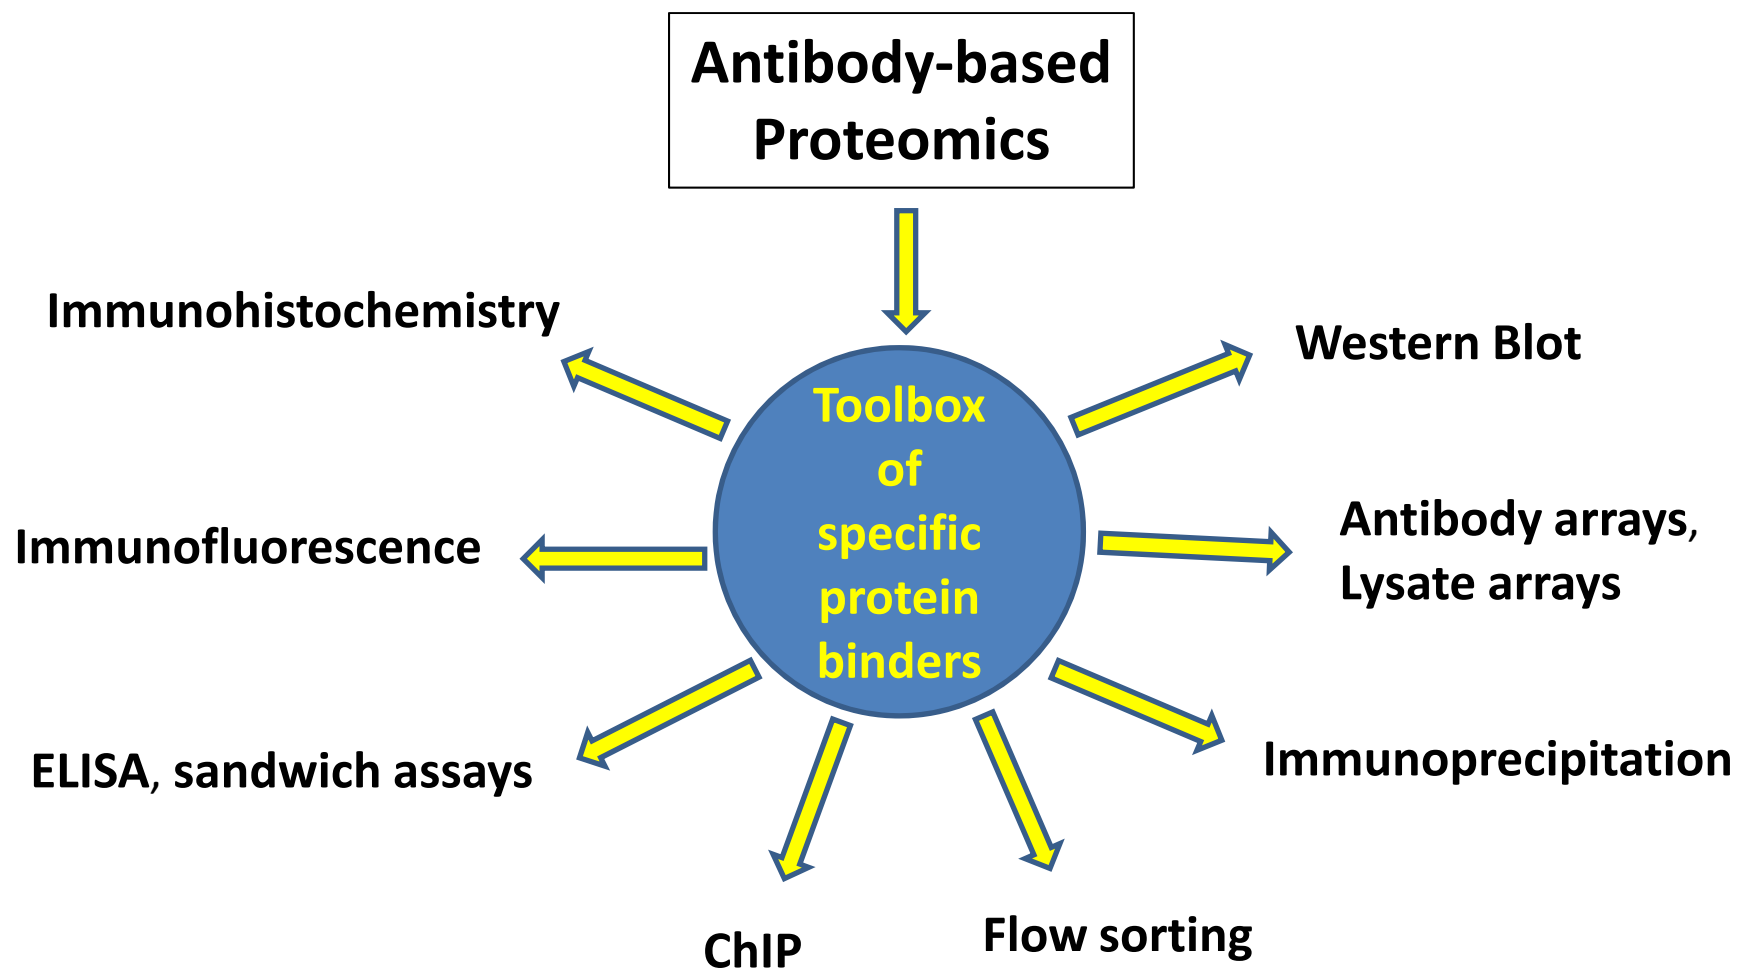 Antibody-based
Proteomics
Immunohistochemistry
Western Blot
Toolbox
of
specific
protein
binders
Immunofluorescence
Antibody arrays,
Lysate arrays
ELISA, sandwich assays
Immunoprecipitation
ChIP
Flow sorting